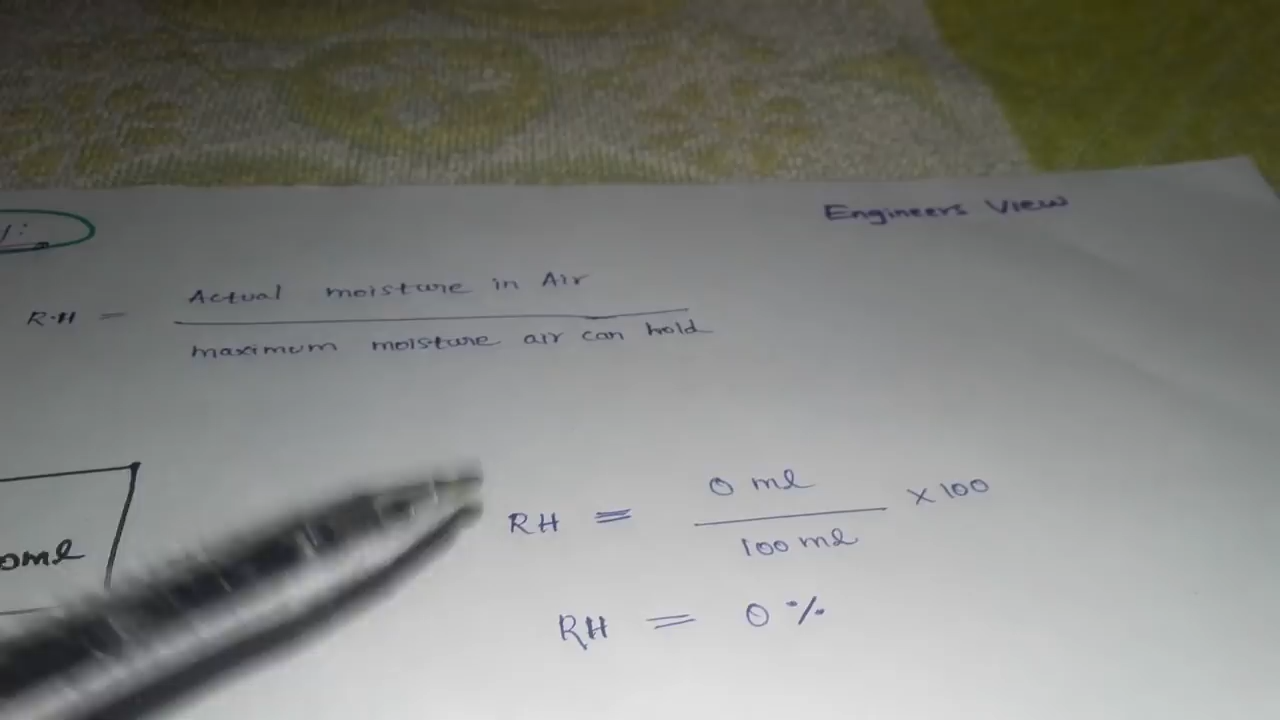 Engineers View
R.H =
Actual moisture in Air
maximum moisture air can hold
RH = 0 ml
100 ml
× 100
RH = 0 %